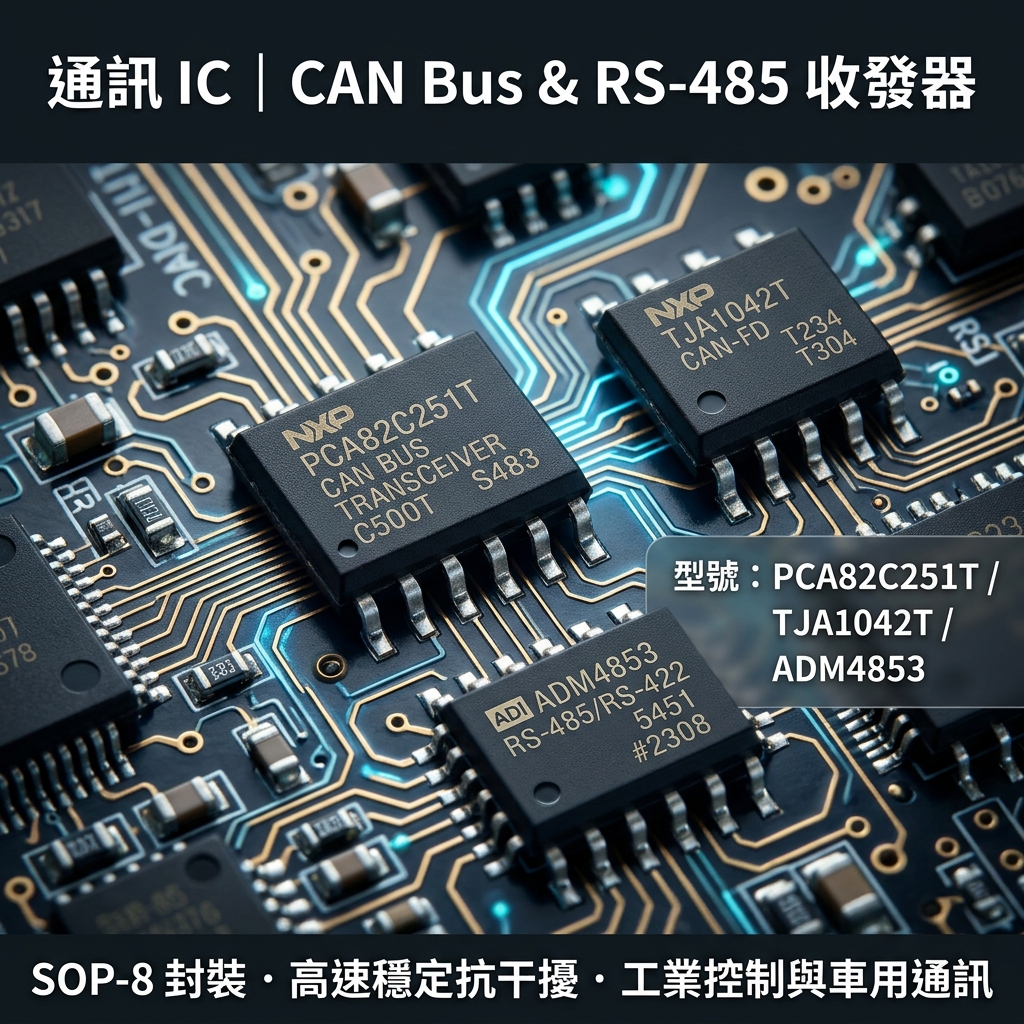 通訊 IC｜CAN Bus & RS-485 收發器
NXP
TJA1042T
CAN-FD T234
T304
NXP
PCA82C251T
CAN BUS
TRANSCEIVER
C500T S483
型號：PCA82C251T /
TJA1042T /
ADM4853
ADI ADM4853
RS-485/RS-422
5451
#2308
SOP-8 封裝．高速穩定抗干擾．工業控制與車用通訊